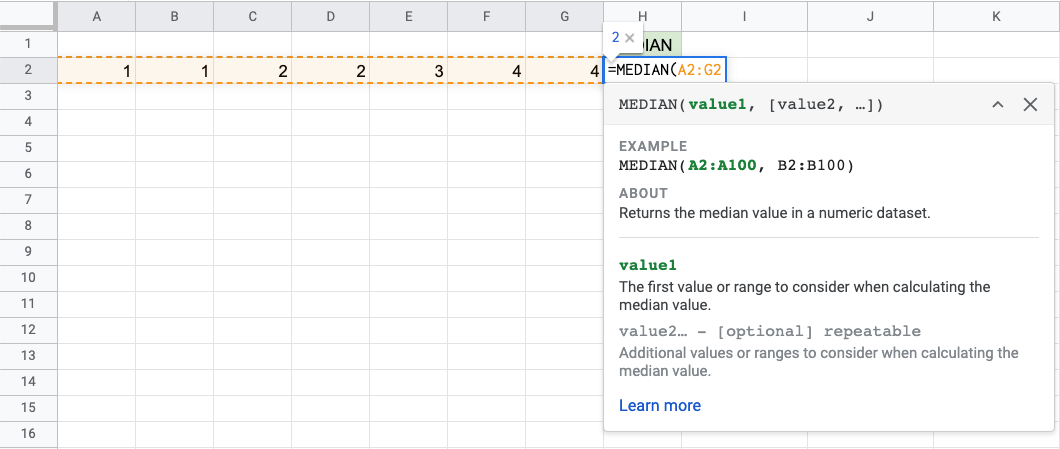 A B C D E F G H I J K
1 2 × IAN
2 1 1 2 2 3 4 4 =MEDIAN(A2:G2
3
MEDIAN(value1, [value2, …])
4
5
EXAMPLE
6 MEDIAN(A2:A100, B2:B100)
7 ABOUT
8 Returns the median value in a numeric dataset.
9
10 value1
11 The first value or range to consider when calculating the
median value.
12 value2… - [optional] repeatable
13 Additional values or ranges to consider when calculating the
median value.
14
15 Learn more
16